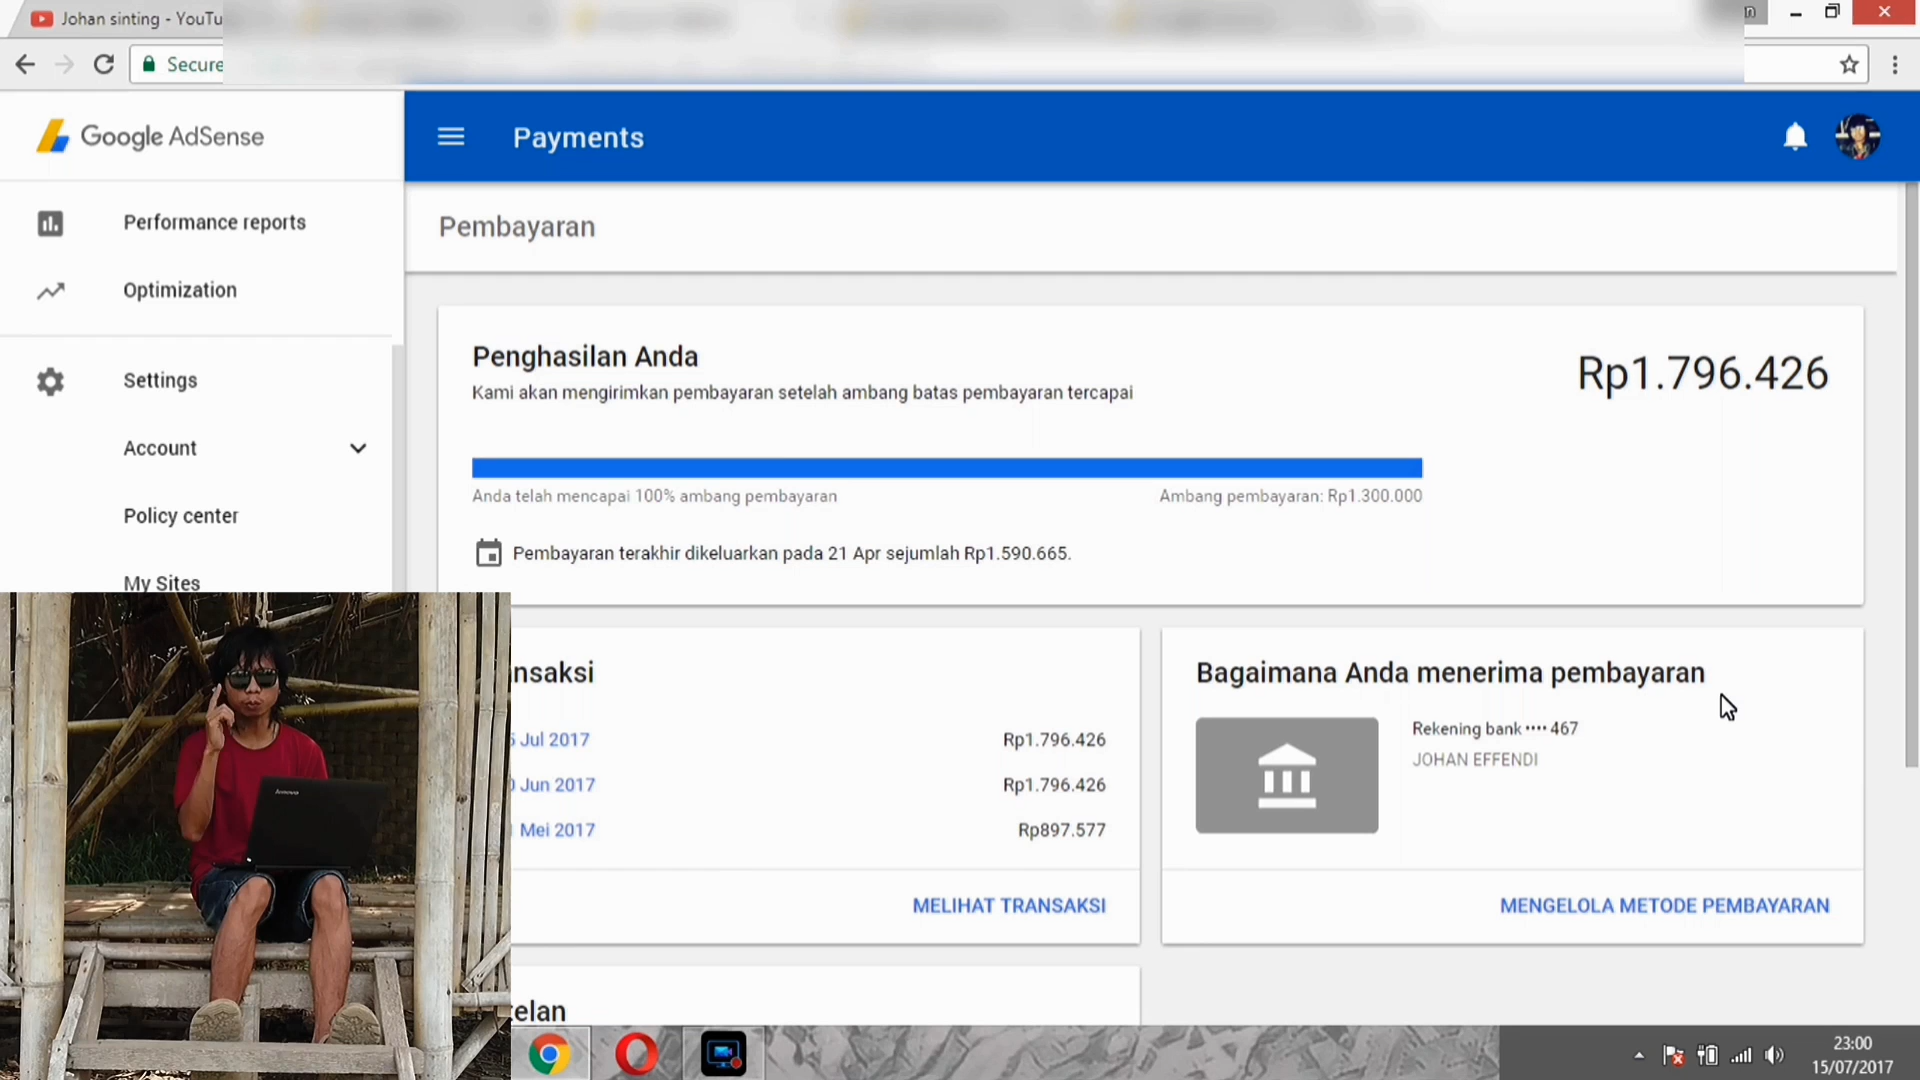 Johan sinting - YouTu
Secure
Google AdSense
Payments
Performance reports
Optimization
Settings
Account
Policy center
My Sites
Pembayaran
Penghasilan Anda
Rp1.796.426
Kami akan mengirimkan pembayaran setelah ambang batas pembayaran tercapai
Anda telah mencapai 100% ambang pembayaran
Ambang pembayaran: Rp1.300.000
Pembayaran terakhir dikeluarkan pada 21 Apr sejumlah Rp1.590.665.
nsaksi
Jul 2017 Rp1.796.426
Jun 2017 Rp1.796.426
Mei 2017 Rp897.577
MELIHAT TRANSAKSI
Bagaimana Anda menerima pembayaran
Rekening bank •••• 467
JOHAN EFFENDI
MENGELOLA METODE PEMBAYARAN
lenovo
elan
23:00
15/07/2017